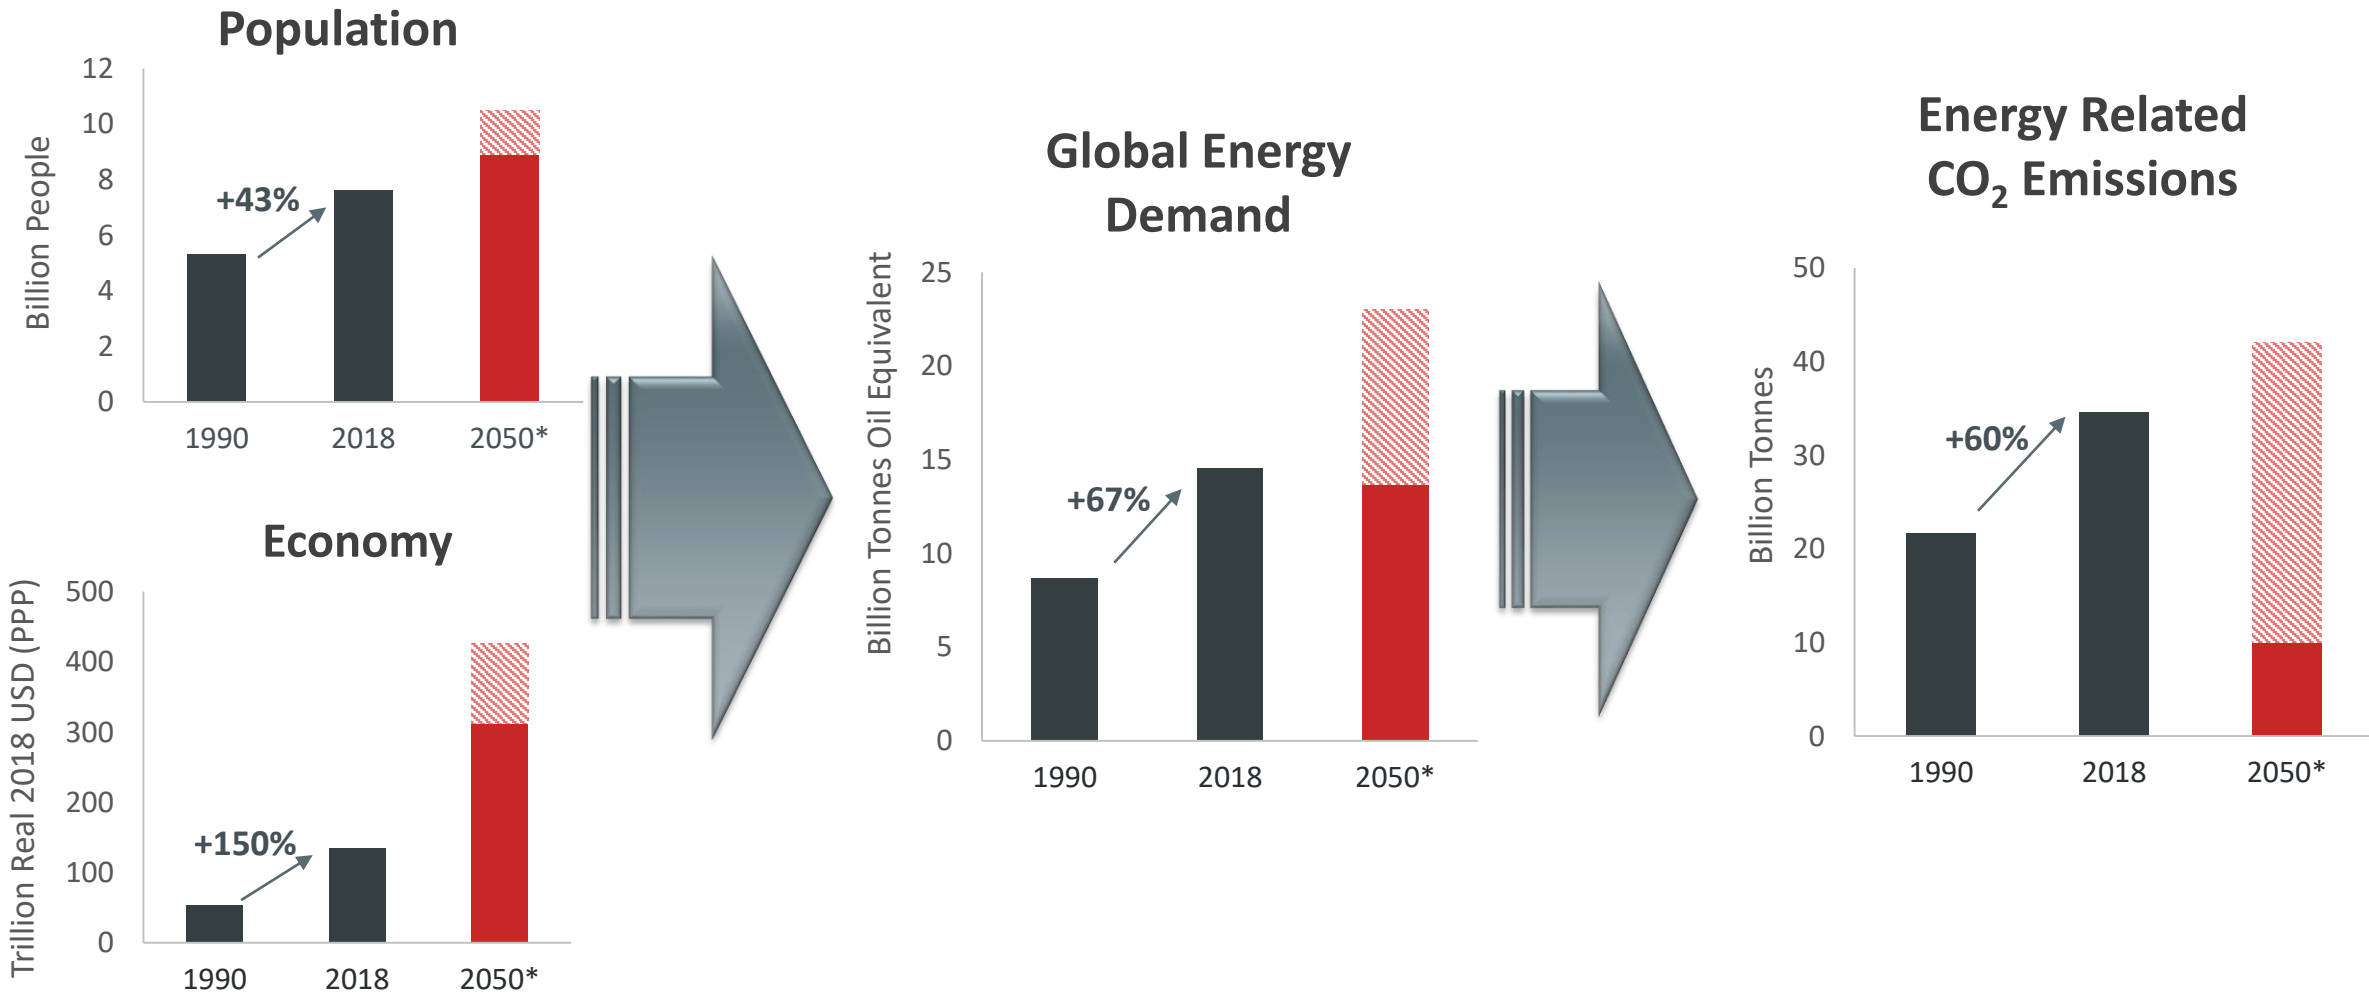 Population
Billion People
12
10
8
6
4
2
0
+43%
1990 2018 2050*
Economy
Trillion Real 2018 USD (PPP)
500
400
300
200
100
0
+150%
1990 2018 2050*
Global Energy
Demand
Billion Tonnes Oil Equivalent
25
20
15
10
5
0
+67%
1990 2018 2050*
Energy Related
CO2 Emissions
Billion Tonnes
50
40
30
20
10
0
+60%
1990 2018 2050*